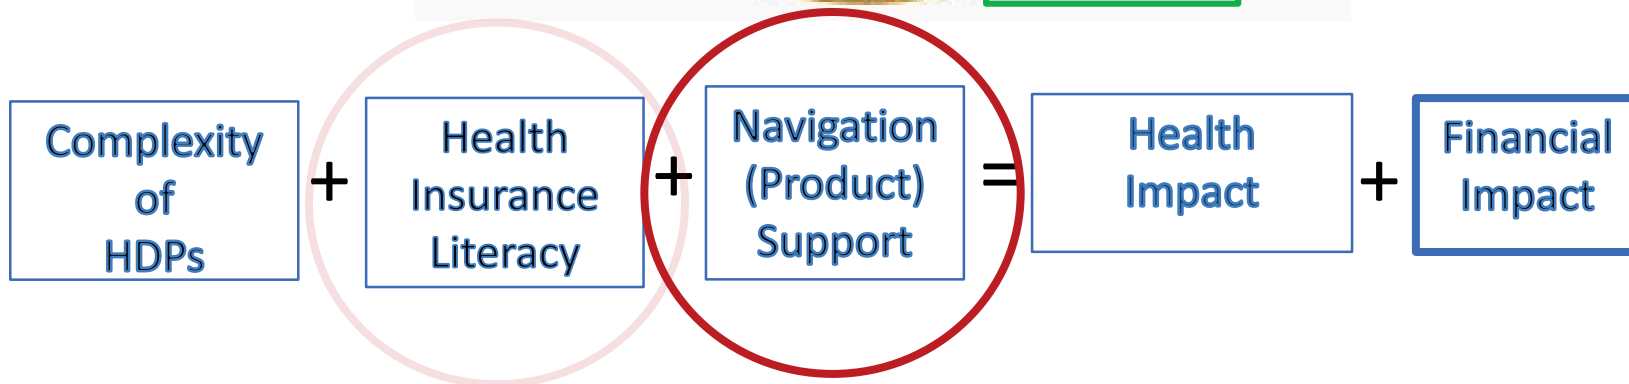 Complexity
of
HDPs
+
Health
Insurance
Literacy
+
Navigation
(Product)
Support
=
Health
Impact
+
Financial
Impact